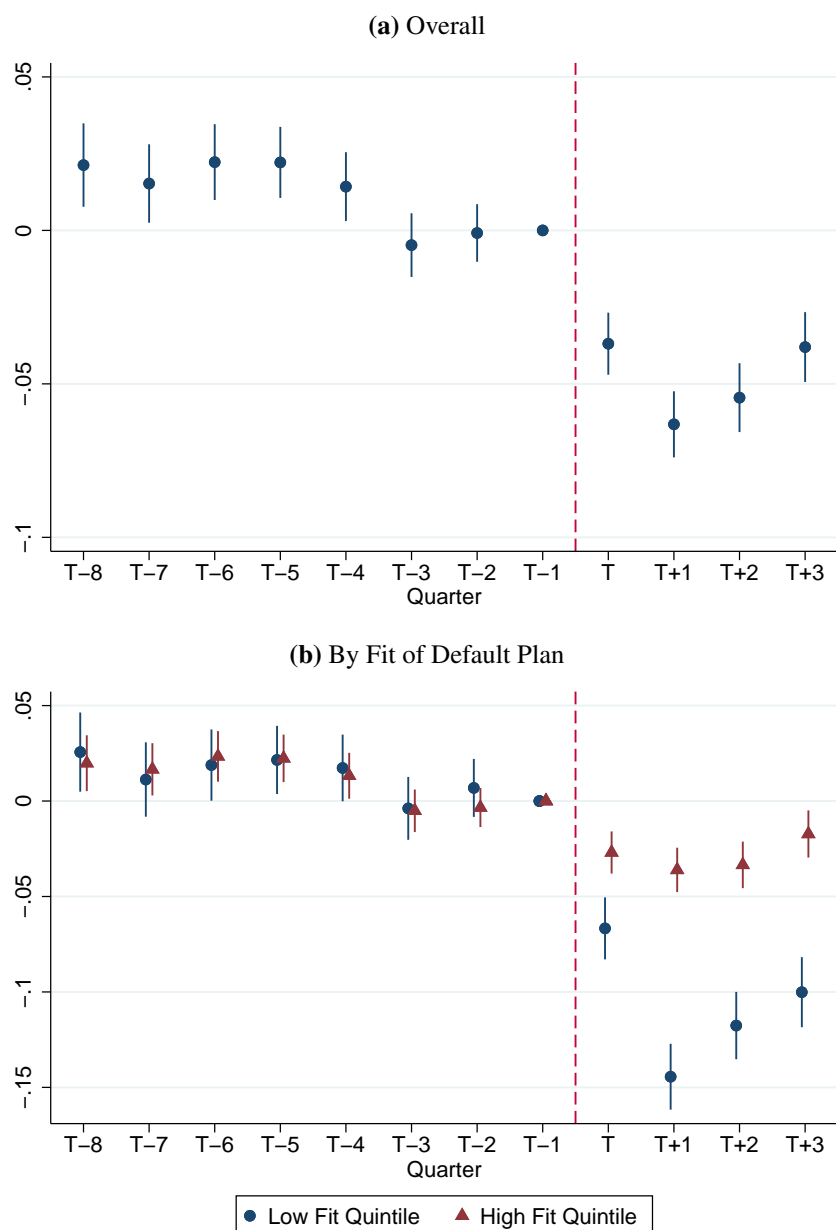 (a) Overall
.05
0
−.05
−.1
T−8 T−7 T−6 T−5 T−4 T−3 T−2 T−1 T T+1 T+2 T+3
Quarter
(b) By Fit of Default Plan
.05
0
−.05
−.1
−.15
T−8 T−7 T−6 T−5 T−4 T−3 T−2 T−1 T T+1 T+2 T+3
Quarter
Low Fit Quintile High Fit Quintile